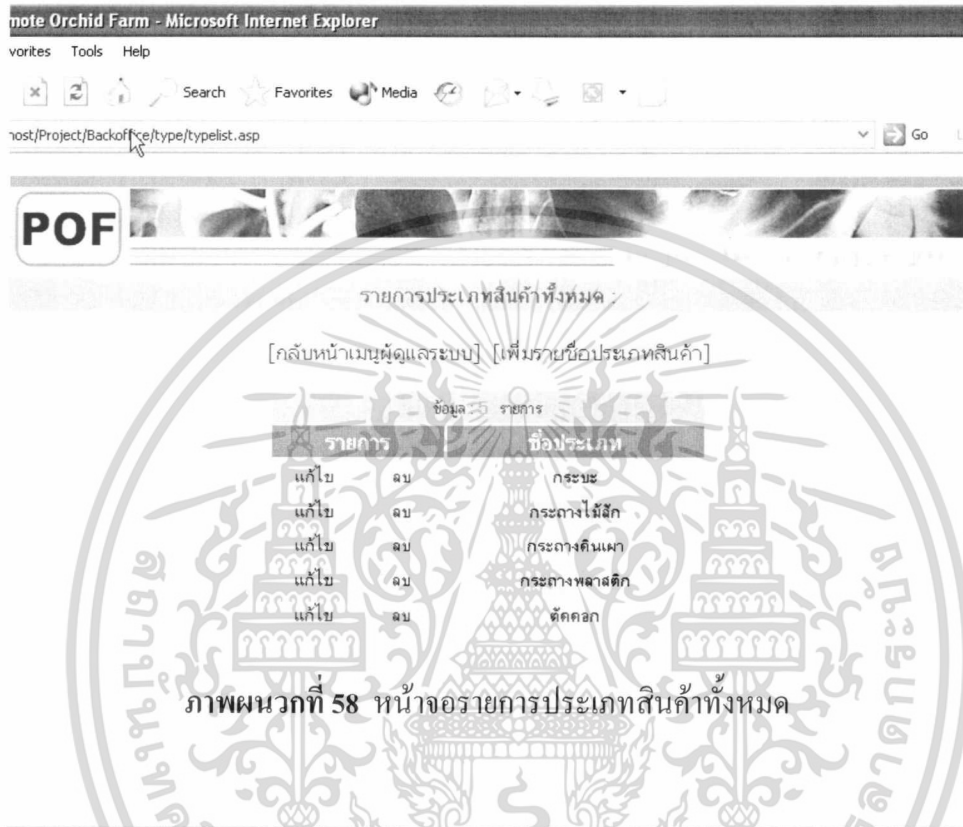 mote Orchid Farm - Microsoft Internet Explorer
vorites Tools Help
Search Favorites Media
host/Project/Backoffice/type/typelist.asp Go
POF
รายการประเภทสินค้าทั้งหมด :
[กลับหน้าเมนูผู้ดูแลระบบ] [เพิ่มรายชื่อประเภทสินค้า]
ข้อมูล : 5 รายการ
รายการ ชื่อประเภท
แก้ไข ลบ กระบะ
แก้ไข ลบ กระถางไม้สัก
แก้ไข ลบ กระถางดินเผา
แก้ไข ลบ กระถางพลาสติก
แก้ไข ลบ ตัดดอก
ภาพผนวกที่ 58 หน้าจอรายการประเภทสินค้าทั้งหมด